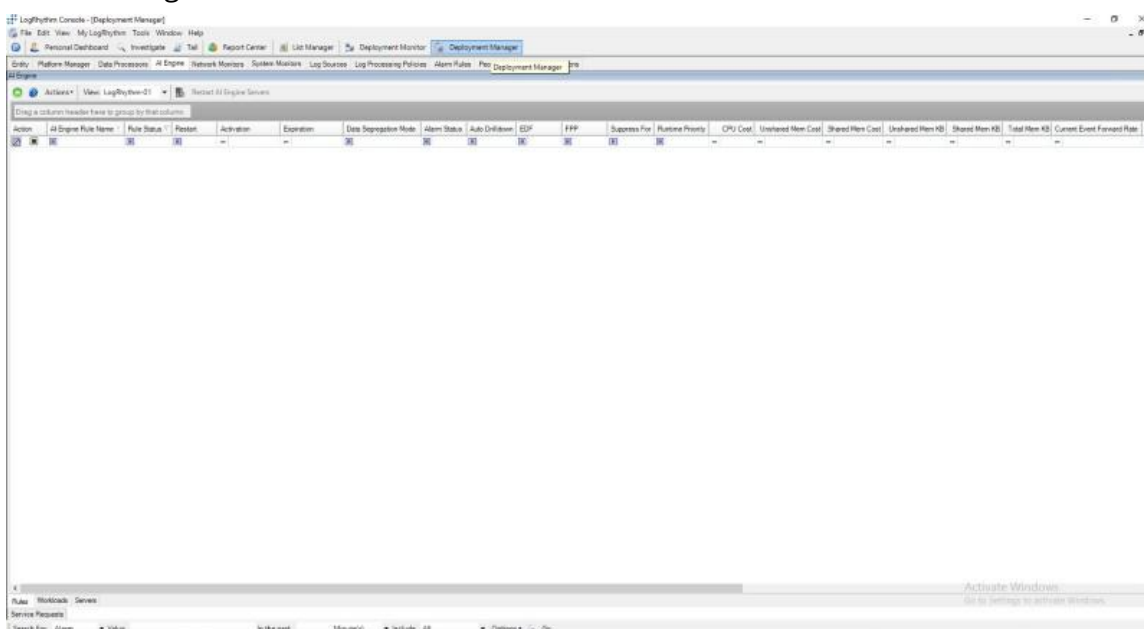 LogRhythm Console - [Deployment Manager]
File Edit View My LogRhythm Tools Window Help
Personal Dashboard Investigate Tail Report Center List Manager Deployment Monitor Deployment Manager
Entity Platform Manager Data Processors AI Engine Network Monitors System Monitors Log Sources Log Processing Policies Alarm Rules Deployment Manager
AI Engine
Actions View: LogRhythm-01 Restart AI Engine Servers
Drag a column header here to group by that column
Action AI Engine Rule Name Rule Status Restart Activation Expiration Data Segregation Mode Alarm Status Auto Drilldown EDF FPP Suppress For Runtime Priority CPU Cost Unshared Mem Cost Shared Mem Cost Unshared Mem KB Shared Mem KB Total Mem KB Current Event Forward Rate
Activate Windows
Rules Workloads Servers
Go to Settings to activate Windows.
Service Requests